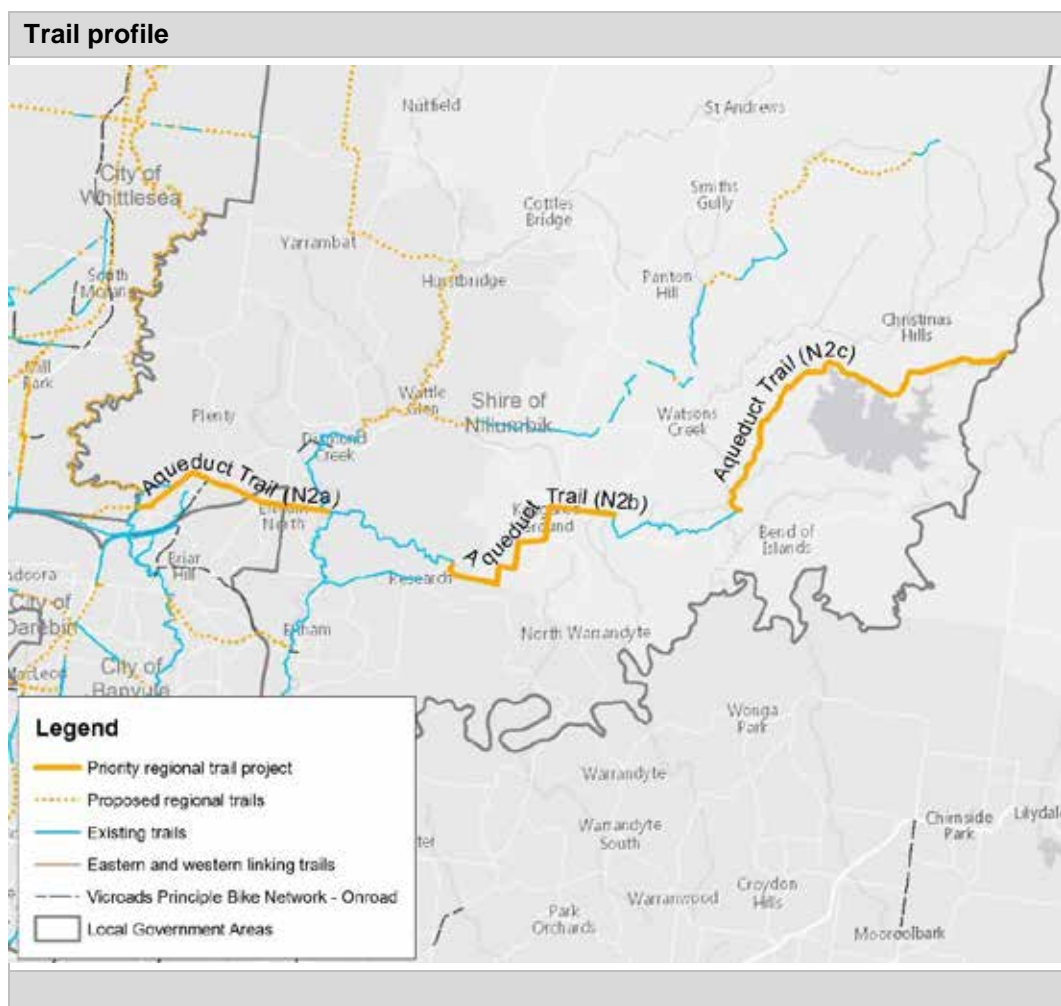 Trail profile
Nutfield
St Andrews
City of
Whittlesea
Smiths
Gully
Cottles
Bridge
Yarrambat
South
Morang
Hurstbridge
Panton
Hill
Christmas
Hills
Mill
Park
Wattle
Glen
Shire of
Nillumbik
Plenty
Watsons
Creek
Aqueduct Trail (N2c)
Diamond
Creek
Aqueduct Trail (N2a)
North
Aqueduct Trail (N2b)
Ground
Bend of
Islands
Briar
Hill
Research
City of
Darebin
Eltham
North Warrandyte
MacLeod
City of
Banyule
Wonga
Park
Warrandyte
Warrandyte
South
Chirnside
Park
Lilydale
Warranwood
Croydon
Hills
Park
Orchards
Mooroolbark
Legend
Priority regional trail project
Proposed regional trails
Existing trails
Eastern and western linking trails
Vicroads Principle Bike Network - Onroad
Local Government Areas